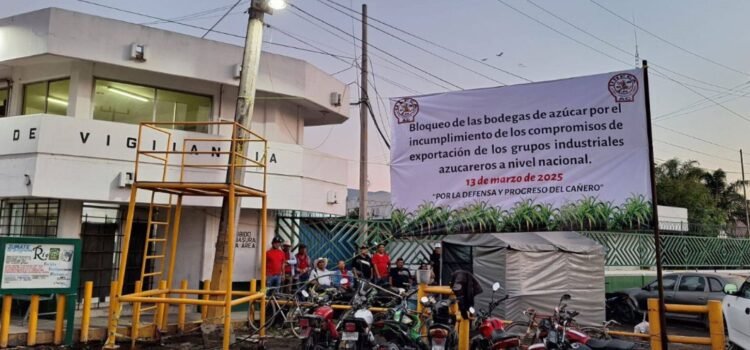 Bloqueo de las bodegas de azúcar por el
incumplimiento de los compromisos de
exportación de los grupos industriales
azucareros a nivel nacional.
13 de marzo de 2025
"POR LA DEFENSA Y PROGRESO DEL CAÑERO"
DE VIGILANCIA
SÚMATE